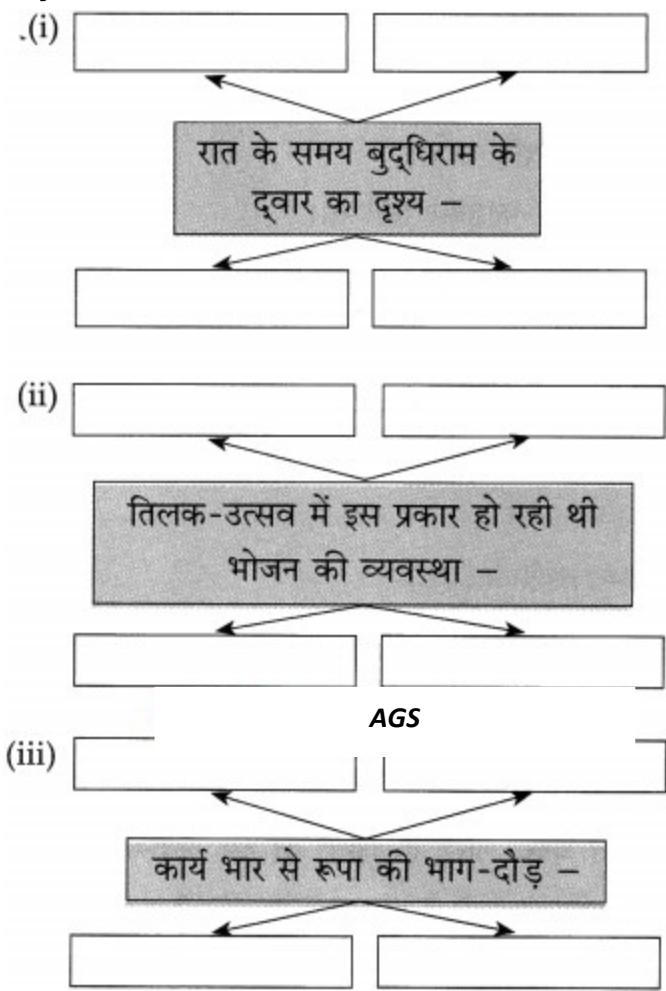 (i)
रात के समय बुद्‌धिराम के
द्‌वार का दृश्य –
(ii)
तिलक-उत्सव में इस प्रकार हो रही थी
भोजन की व्यवस्था –
AGS
(iii)
कार्य भार से रूपा की भाग-दौड़ –